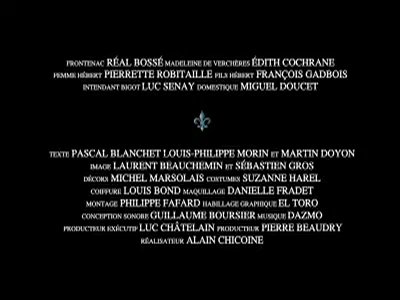 FRONTENAC RÉAL BOSSÉ MADELEINE DE VERCHÈRES ÉDITH COCHRANE
FEMME HÉBERT PIERRETTE ROBITAILLE FILS HÉBERT FRANÇOIS GADBOIS
INTENDANT BIGOT LUC SENAY DOMESTIQUE MIGUEL DOUCET
TEXTE PASCAL BLANCHET LOUIS-PHILIPPE MORIN ET MARTIN DOYON
IMAGE LAURENT BEAUCHEMIN ET SÉBASTIEN GROS
DÉCORS MICHEL MARSOLAIS COSTUMES SUZANNE HAREL
COIFFURE LOUIS BOND MAQUILLAGE DANIELLE FRADET
MONTAGE PHILIPPE FAFARD HABILLAGE GRAPHIQUE EL TORO
CONCEPTION SONORE GUILLAUME BOURSIER MUSIQUE DAZMO
PRODUCTEUR EXÉCUTIF LUC CHÂTELAIN PRODUCTEUR PIERRE BEAUDRY
RÉALISATEUR ALAIN CHICOINE